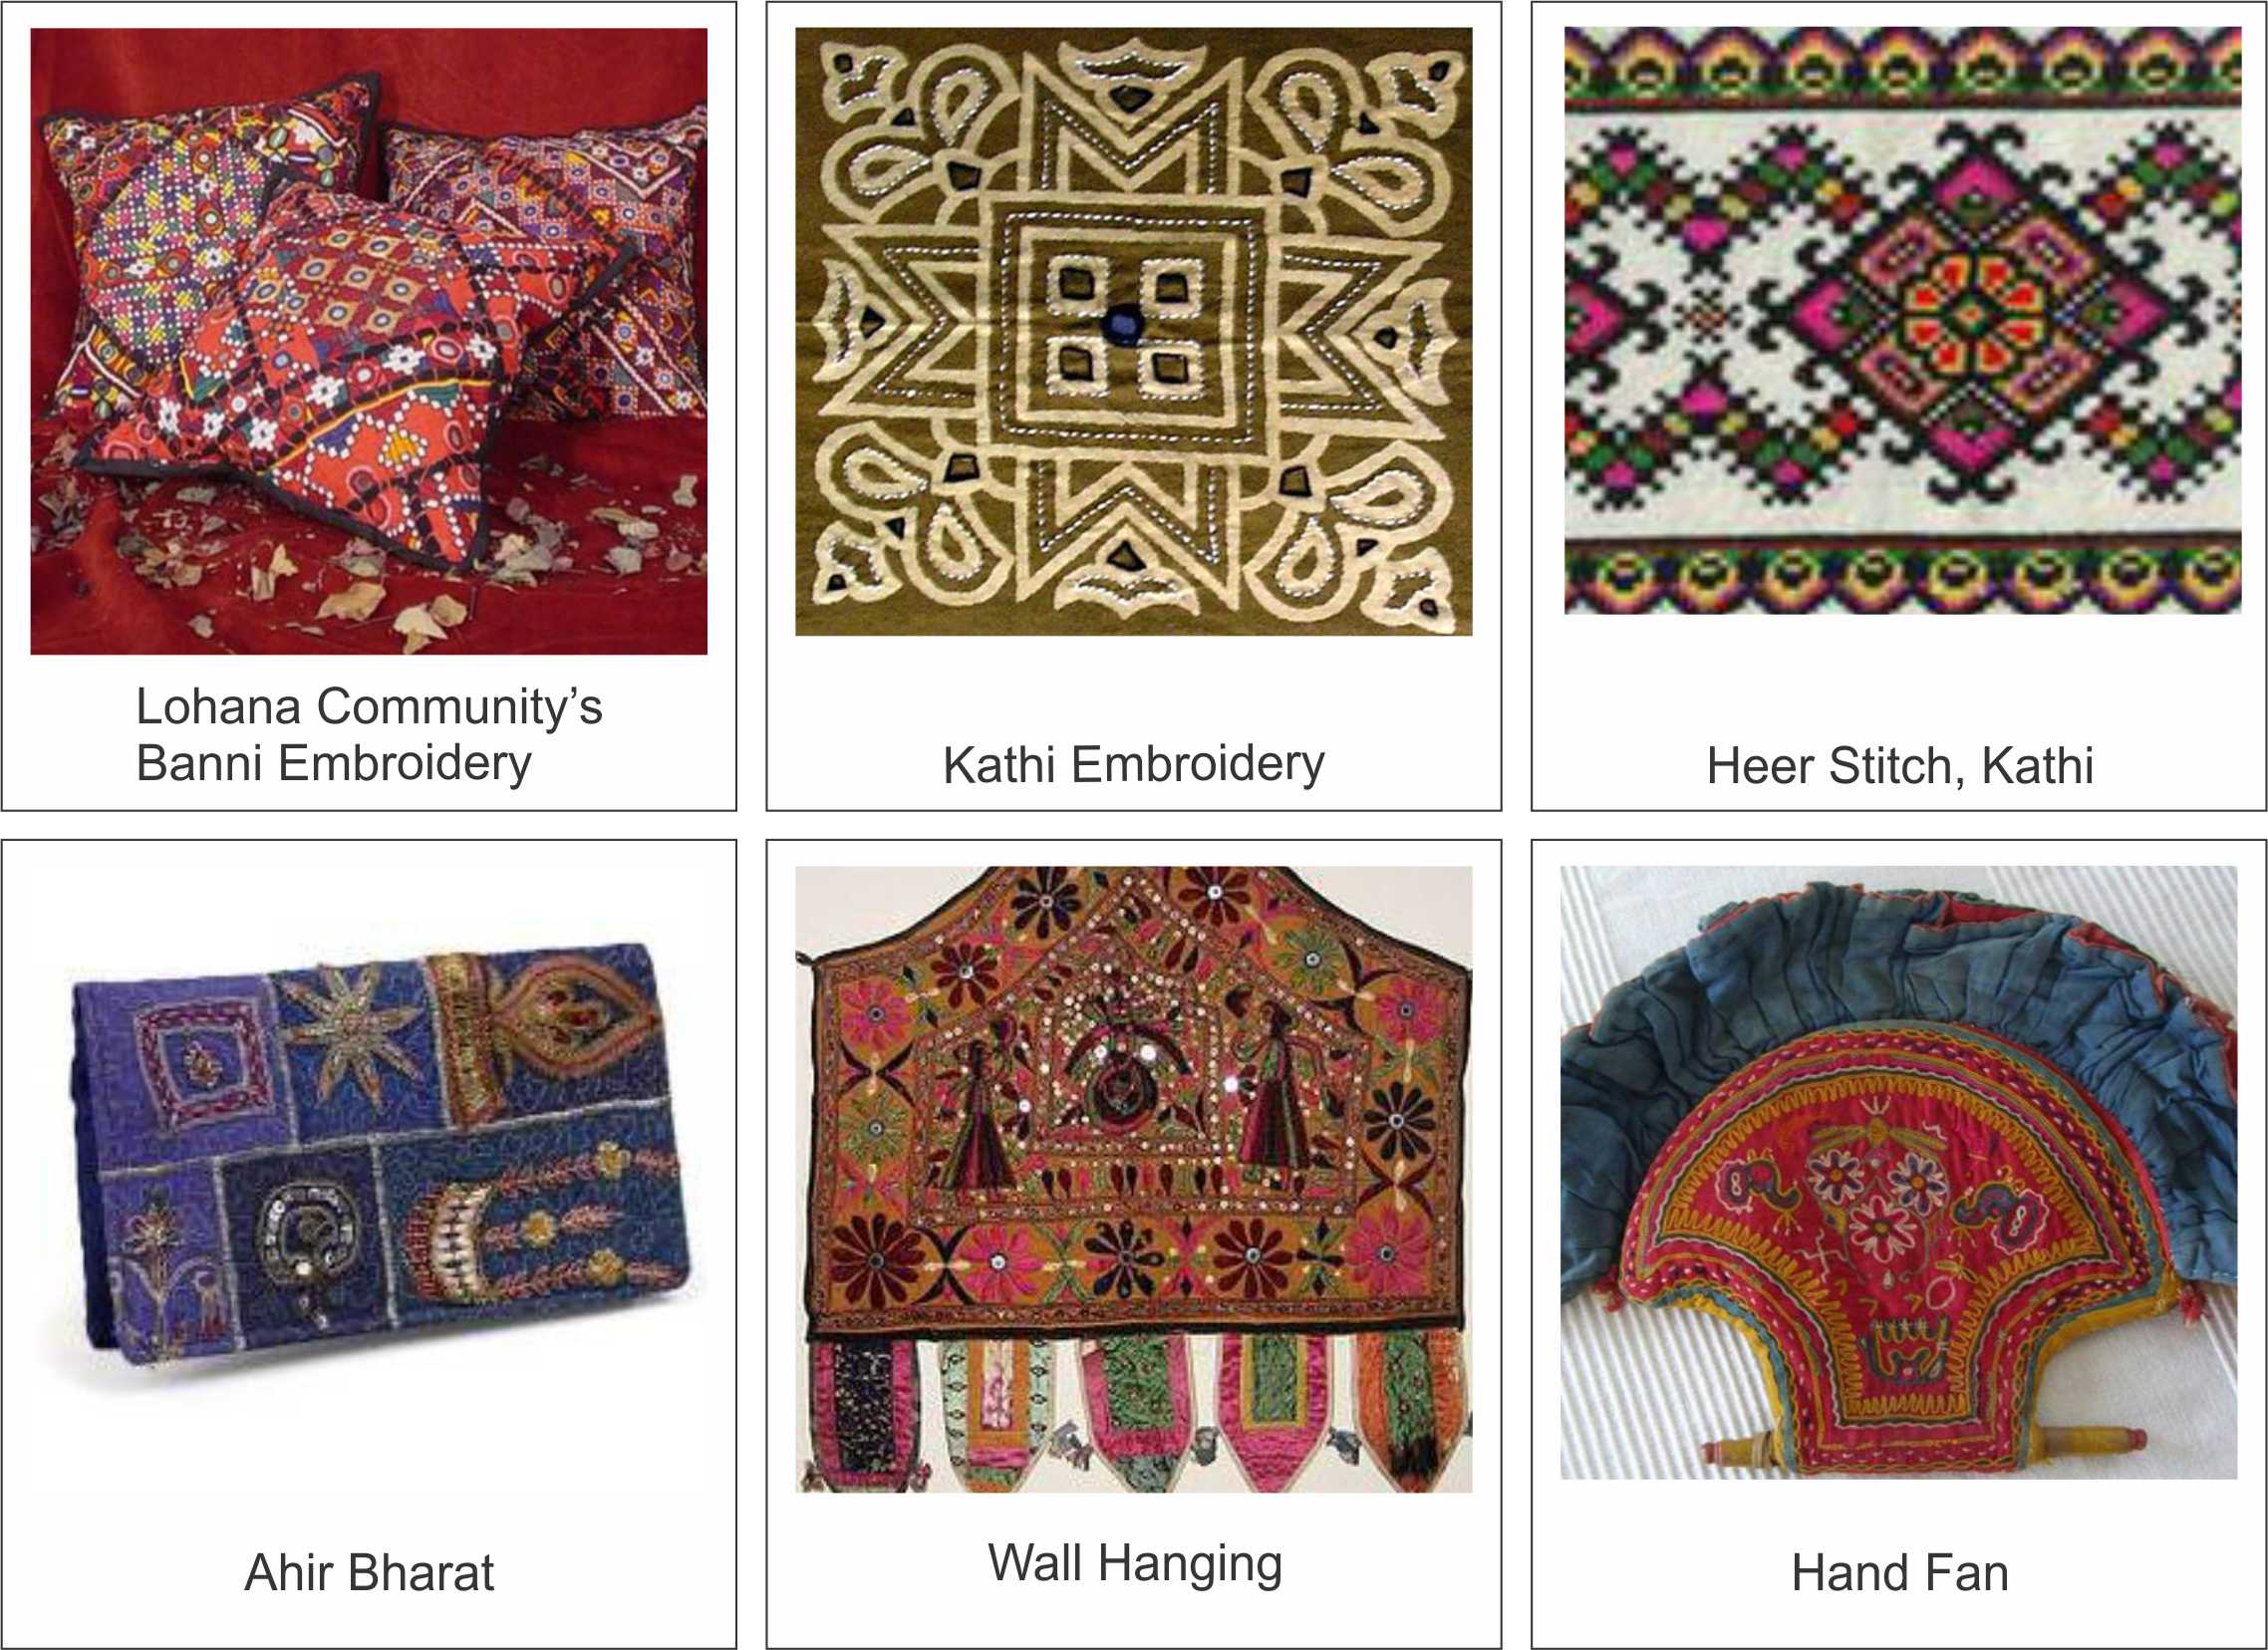 Lohana Community’s
Banni Embroidery
Kathi Embroidery
Heer Stitch, Kathi
Ahir Bharat
Wall Hanging
Hand Fan